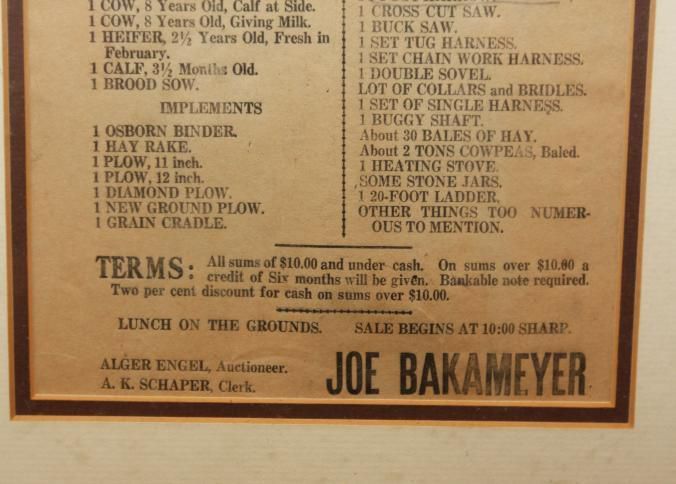 1 COW, 8 Years Old, Calf at Side.
1 COW, 8 Years Old, Giving Milk.
1 HEIFER, 2½ Years Old, Fresh in
February.
1 CALF, 3½ Months Old.
1 BROOD SOW.
IMPLEMENTS
1 OSBORN BINDER.
1 HAY RAKE.
1 PLOW, 11 inch.
1 PLOW, 12 inch.
1 DIAMOND PLOW.
1 NEW GROUND PLOW.
1 GRAIN CRADLE.
1 CROSS CUT SAW.
1 BUCK SAW.
1 SET TUG HARNESS.
1 SET CHAIN WORK HARNESS.
1 DOUBLE SOVEL.
LOT OF COLLARS and BRIDLES.
1 SET OF SINGLE HARNESS.
1 BUGGY SHAFT.
About 30 BALES OF HAY.
About 2 TONS COWPEAS, Baled.
1 HEATING STOVE.
SOME STONE JARS.
1 20-FOOT LADDER.
OTHER THINGS TOO NUMER-
OUS TO MENTION.
TERMS: All sums of $10.00 and under cash. On sums over $10.00 a
credit of Six months will be given. Bankable note required.
Two per cent discount for cash on sums over $10.00.
LUNCH ON THE GROUNDS. SALE BEGINS AT 10:00 SHARP.
ALGER ENGEL, Auctioneer.
A. K. SCHAPER, Clerk.
JOE BAKAMEYER